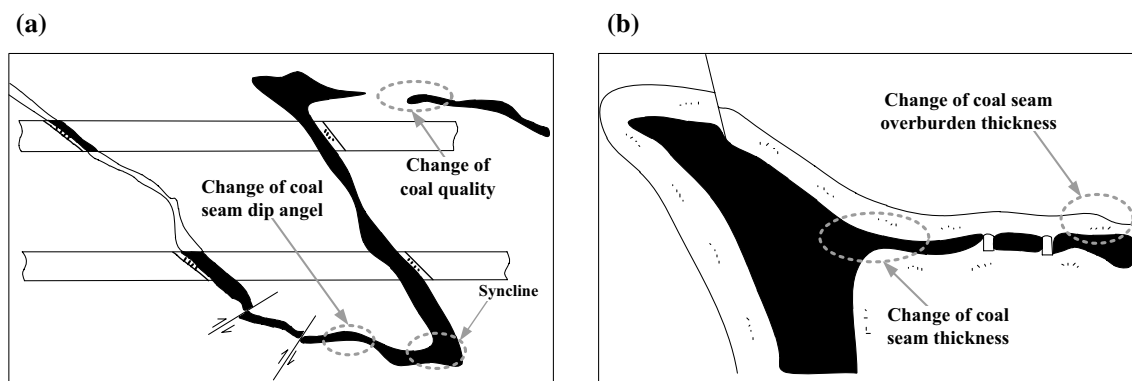 (a)
Change of
coal quality
Change of coal
seam dip angel
Syncline
(b)
Change of coal seam
overburden thickness
Change of coal
seam thickness